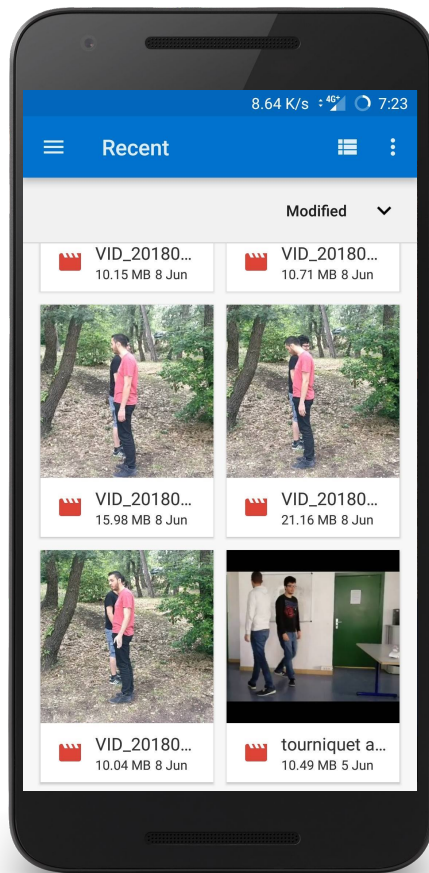 8.64 K/s 4G+ 7:23
Recent
Modified
VID_20180... VID_20180...
10.15 MB 8 Jun 10.71 MB 8 Jun
VID_20180... VID_20180...
15.98 MB 8 Jun 21.16 MB 8 Jun
VID_20180... tourniquet a...
10.04 MB 8 Jun 10.49 MB 5 Jun